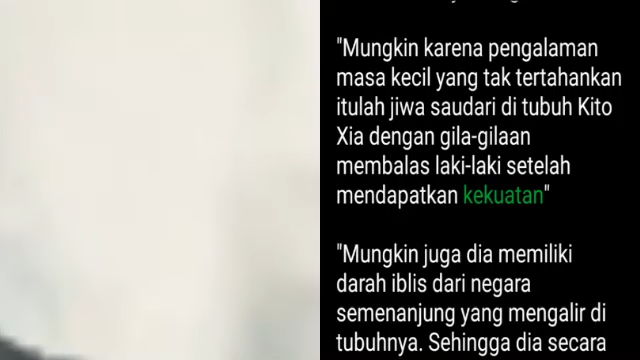 "Mungkin karena pengalaman
masa kecil yang tak tertahankan
itulah jiwa saudari di tubuh Kito
Xia dengan gila-gilaan
membalas laki-laki setelah
mendapatkan kekuatan"
"Mungkin juga dia memiliki
darah iblis dari negara
semenanjung yang mengalir di
tubuhnya. Sehingga dia secara